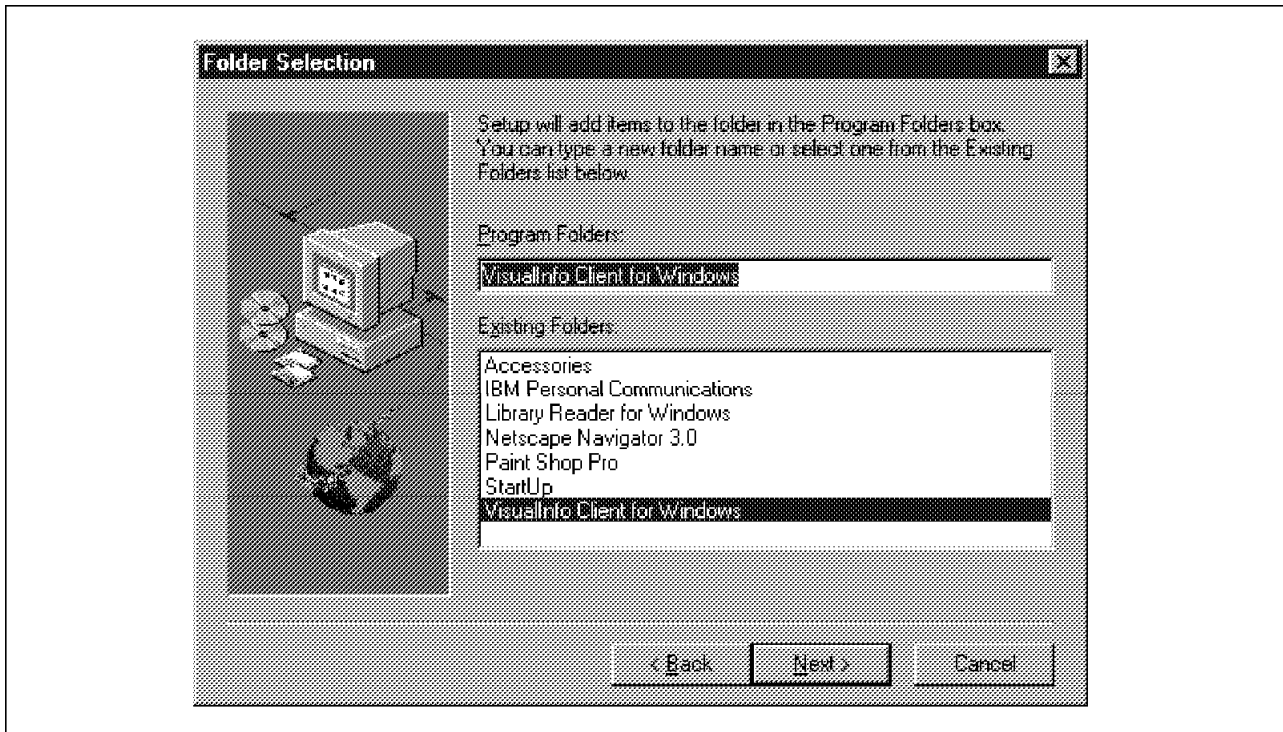 Folder Selection
Setup will add items to the folder in the Program Folders box.
You can type a new folder name or select one from the Existing
Folders list below.
Program Folders:
VisualInfo Client for Windows
Existing Folders:
Accessories
IBM Personal Communications
Library Reader for Windows
Netscape Navigator 3.0
Paint Shop Pro
StartUp
VisualInfo Client for Windows
< Back
Next >
Cancel